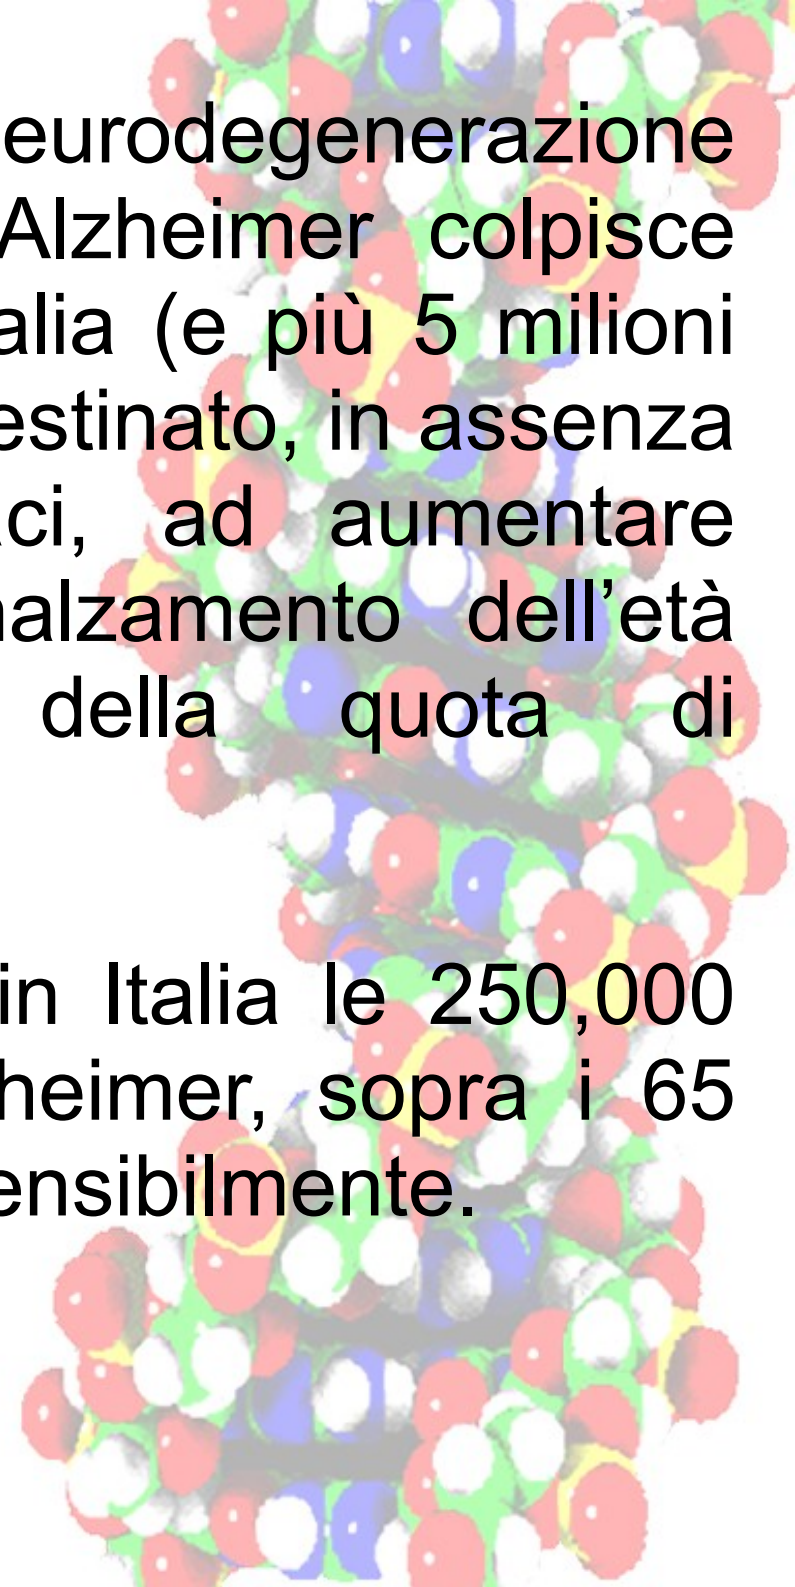 eurodegenerazione
Alzheimer colpisce
alia (e più 5 milioni
estinato, in assenza
ci, ad aumentare
alzamento dell’età
della quota di
in Italia le 250,000
heimer, sopra i 65
ensibilmente.